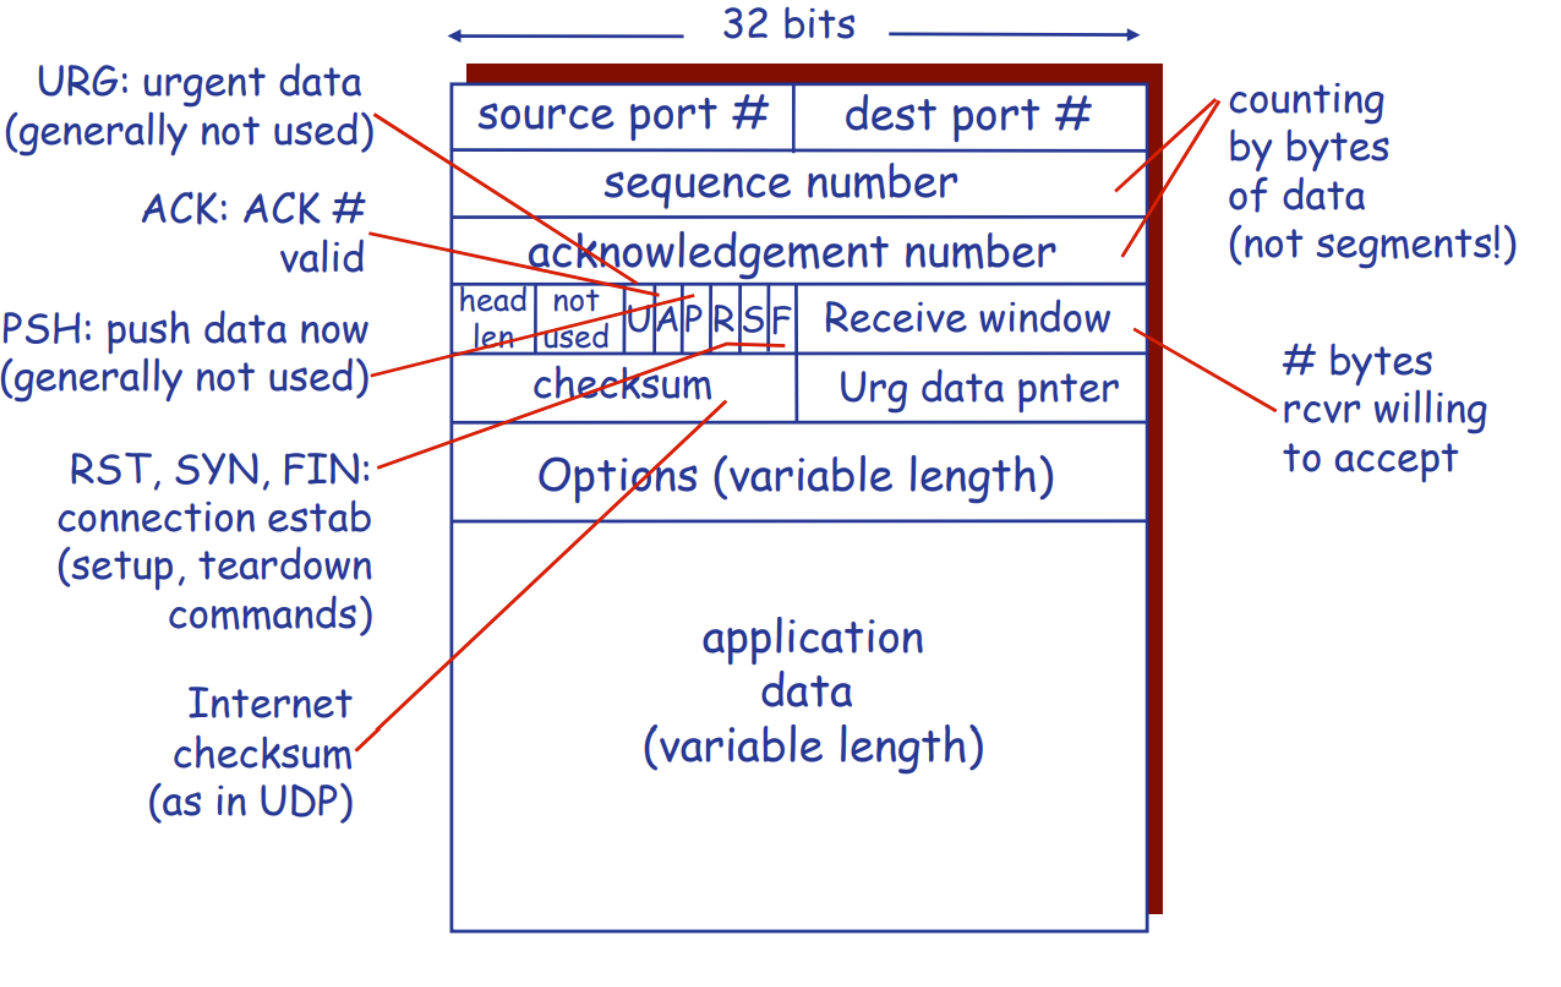 32 bits
URG: urgent data
(generally not used)
ACK: ACK #
valid
PSH: push data now
(generally not used)
RST, SYN, FIN:
connection estab
(setup, teardown
commands)
Internet
checksum
(as in UDP)
source port #
dest port #
sequence number
acknowledgement number
head
len
not
used
U
A
P
R
S
F
Receive window
checksum
Urg data pnter
Options (variable length)
application
data
(variable length)
counting
by bytes
of data
(not segments!)
# bytes
rcvr willing
to accept